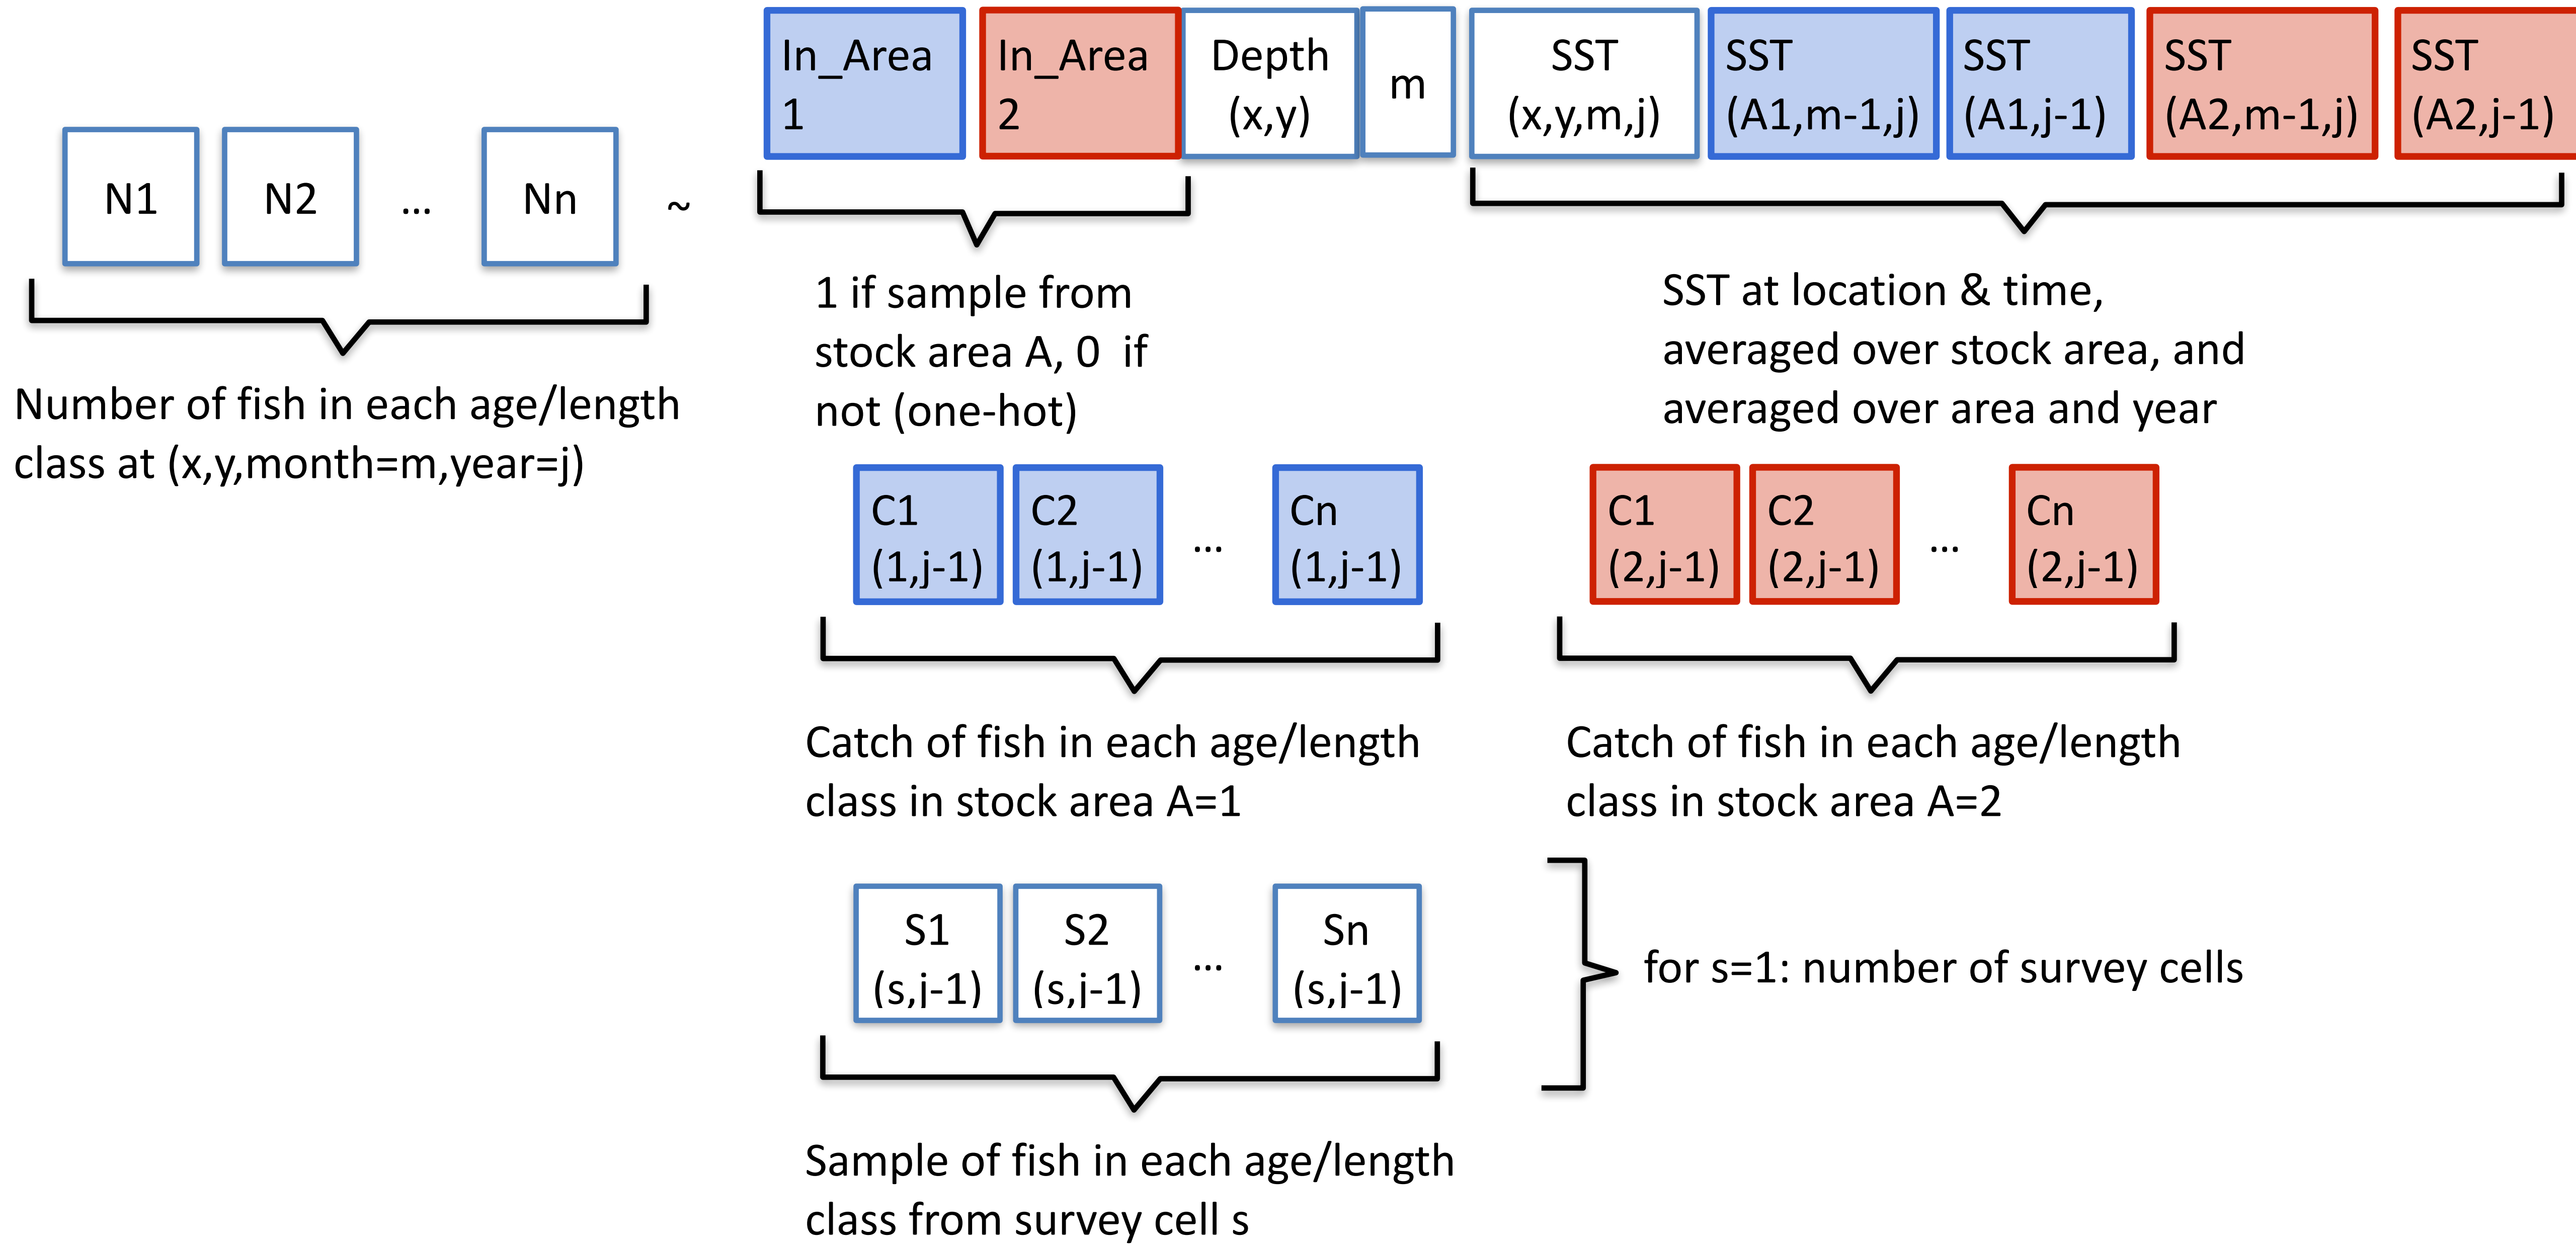 In_Area
1
In_Area
2
Depth
(x,y)
m
SST
(x,y,m,j)
SST
(A1,m-1,j)
SST
(A1,j-1)
SST
(A2,m-1,j)
SST
(A2,j-1)
N1
N2
...
Nn
~
Number of fish in each age/length
class at (x,y,month=m,year=j)
1 if sample from
stock area A, 0 if
not (one-hot)
SST at location & time,
averaged over stock area, and
averaged over area and year
C1
(1,j-1)
C2
(1,j-1)
...
Cn
(1,j-1)
C1
(2,j-1)
C2
(2,j-1)
...
Cn
(2,j-1)
Catch of fish in each age/length
class in stock area A=1
Catch of fish in each age/length
class in stock area A=2
S1
(s,j-1)
S2
(s,j-1)
...
Sn
(s,j-1)
for s=1: number of survey cells
Sample of fish in each age/length
class from survey cell s